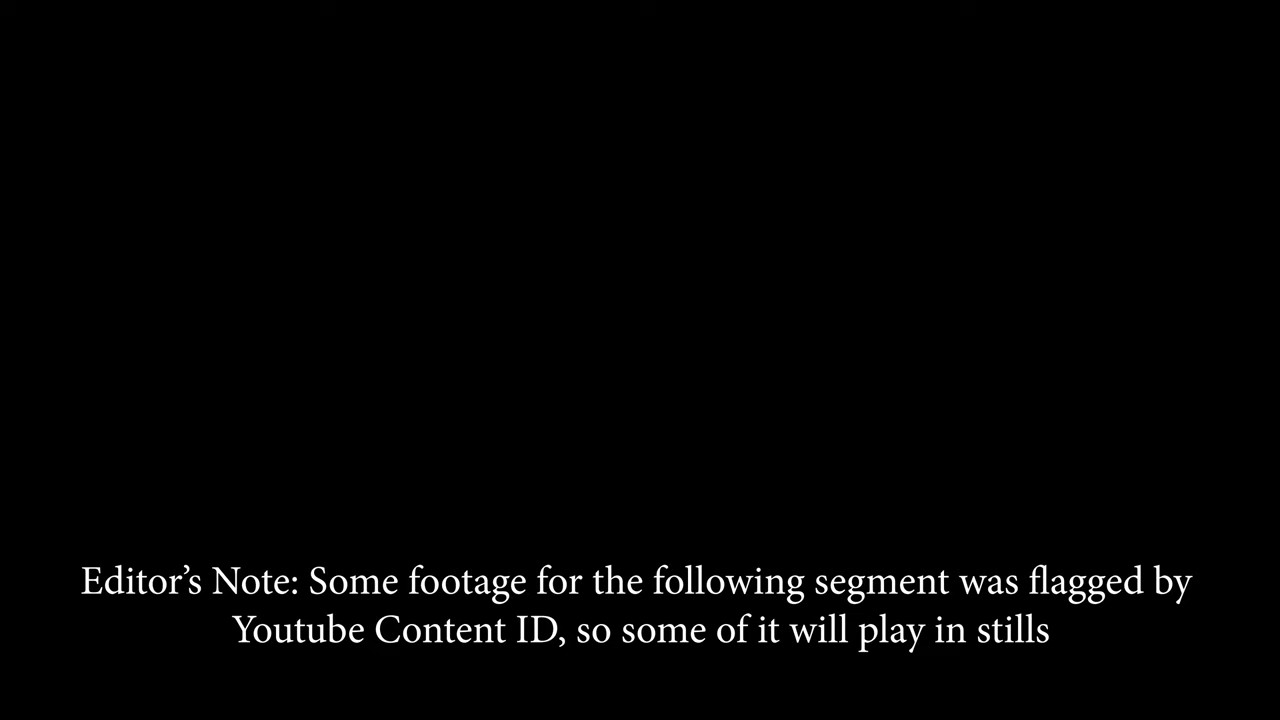 Editor’s Note: Some footage for the following segment was flagged by
Youtube Content ID, so some of it will play in stills